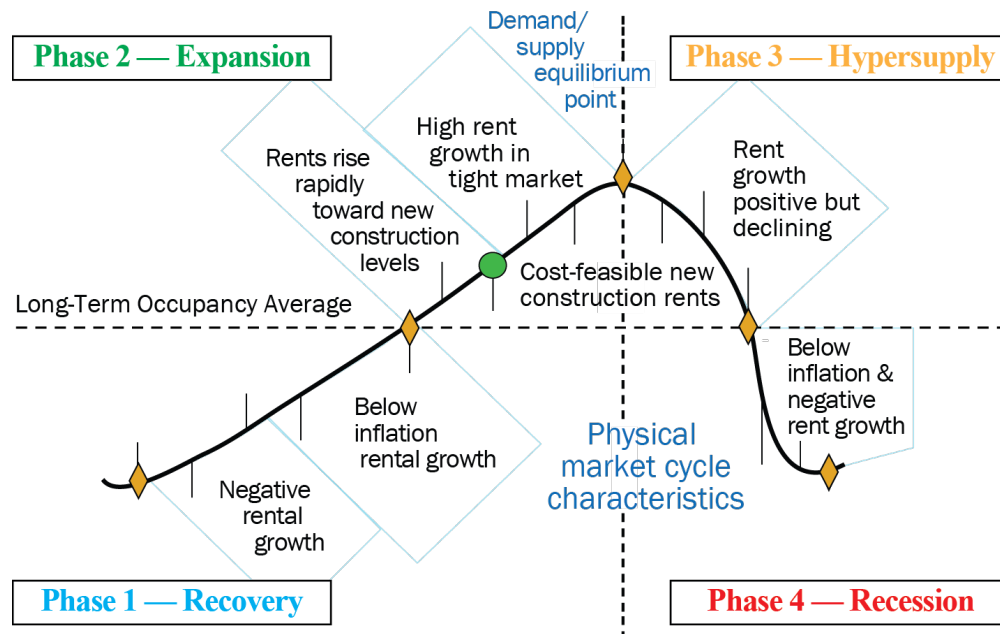 Phase 2 — Expansion
Demand/
supply
equilibrium
point
Phase 3 — Hypersupply
High rent
growth in
tight market
Rents rise
rapidly
toward new
construction
levels
Rent
growth
positive but
declining
Cost-feasible new
construction rents
Long-Term Occupancy Average
Below
inflation &
negative
rent growth
Below
inflation
rental growth
Physical
market cycle
characteristics
Negative
rental
growth
Phase 1 — Recovery
Phase 4 — Recession